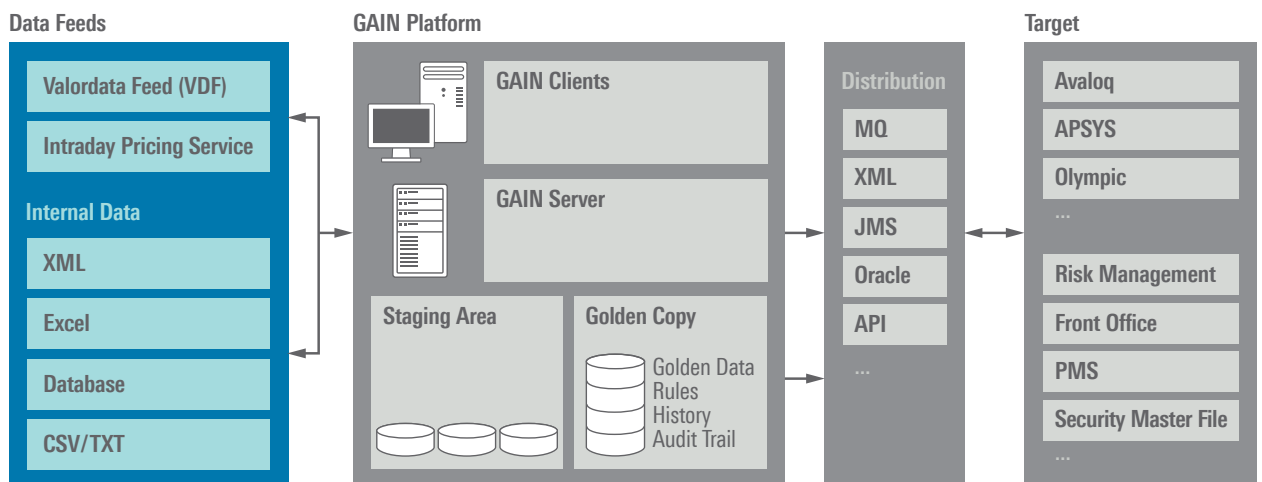 Data Feeds
Valordata Feed (VDF)
Intraday Pricing Service
Internal Data
XML
Excel
Database
CSV/TXT
GAIN Platform
GAIN Clients
GAIN Server
Staging Area
Golden Copy
Golden Data
Rules
History
Audit Trail
Distribution
MQ
XML
JMS
Oracle
API
...
Target
Avaloq
APSYS
Olympic
...
Risk Management
Front Office
PMS
Security Master File
...